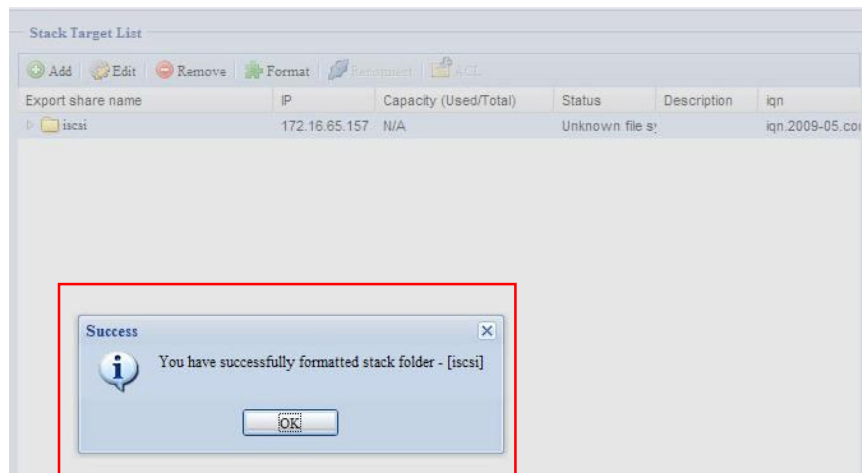 Stack Target List
Add Edit Remove Format Reconnect ACL
Export share name IP Capacity (Used/Total) Status Description iqn
iscsi 172.16.65.157 N/A Unknown file sy iqn.2009-05.com
Success
You have successfully formatted stack folder - [iscsi]
OK